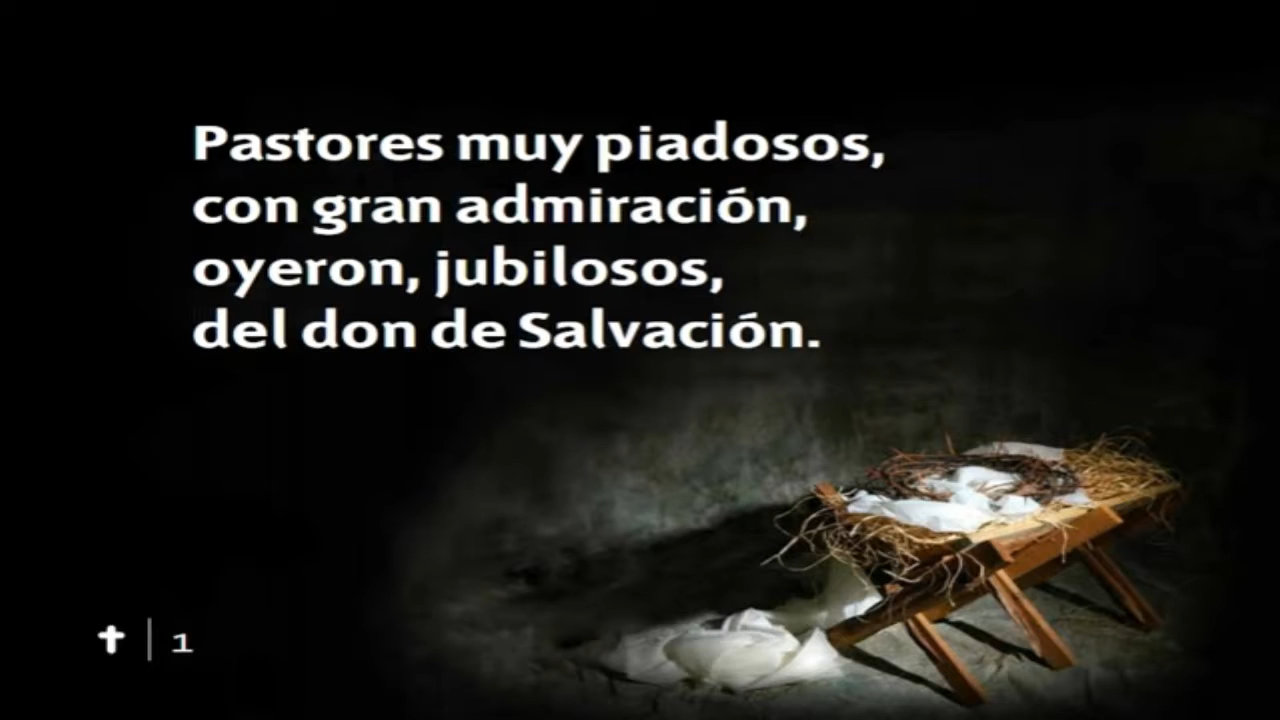 Pastores muy piadosos,
con gran admiración,
oyeron, jubilosos,
del don de Salvación.
1